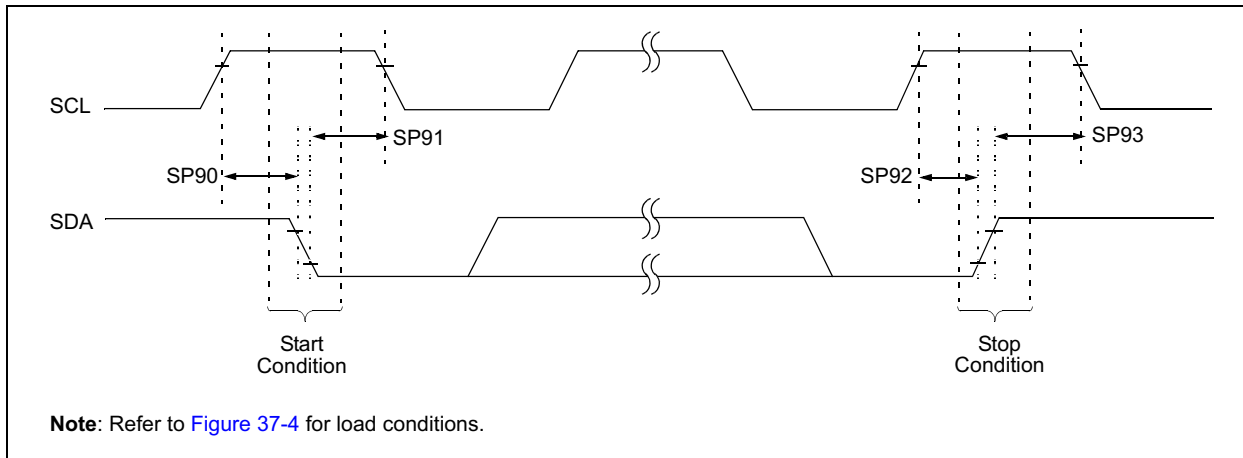 SCL
SP91
SP93
SP90
SP92
SDA
Start
Condition
Stop
Condition
Note: Refer to Figure 37-4 for load conditions.